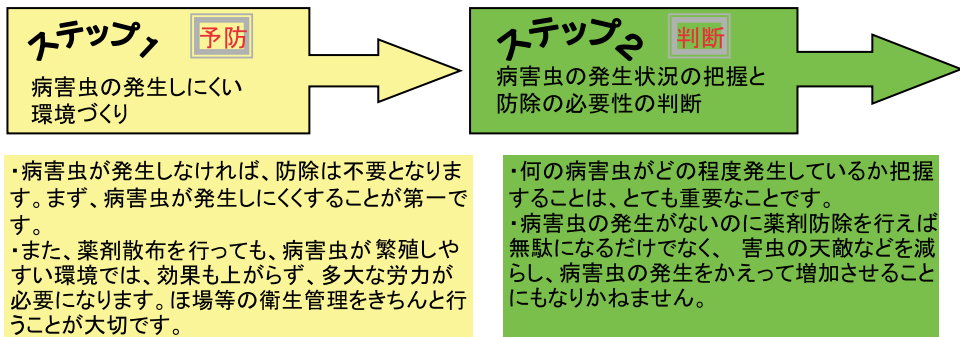 ステップ1
予防
病害虫の発生しにくい
環境づくり
ステップ2
判断
病害虫の発生状況の把握と
防除の必要性の判断
・病害虫が発生しなければ、防除は不要となりま
す。まず、病害虫が発生しにくくすることが第一で
す。
・また、薬剤散布を行っても、病害虫が繁殖しや
すい環境では、効果も上がらず、多大な労力が
必要になります。ほ場等の衛生管理をきちんと行
うことが大切です。
・何の病害虫がどの程度発生しているか把握
することは、とても重要なことです。
・病害虫の発生がないのに薬剤防除を行えば
無駄になるだけでなく、 害虫の天敵などを減
らし、病害虫の発生をかえって増加させること
にもなりかねません。